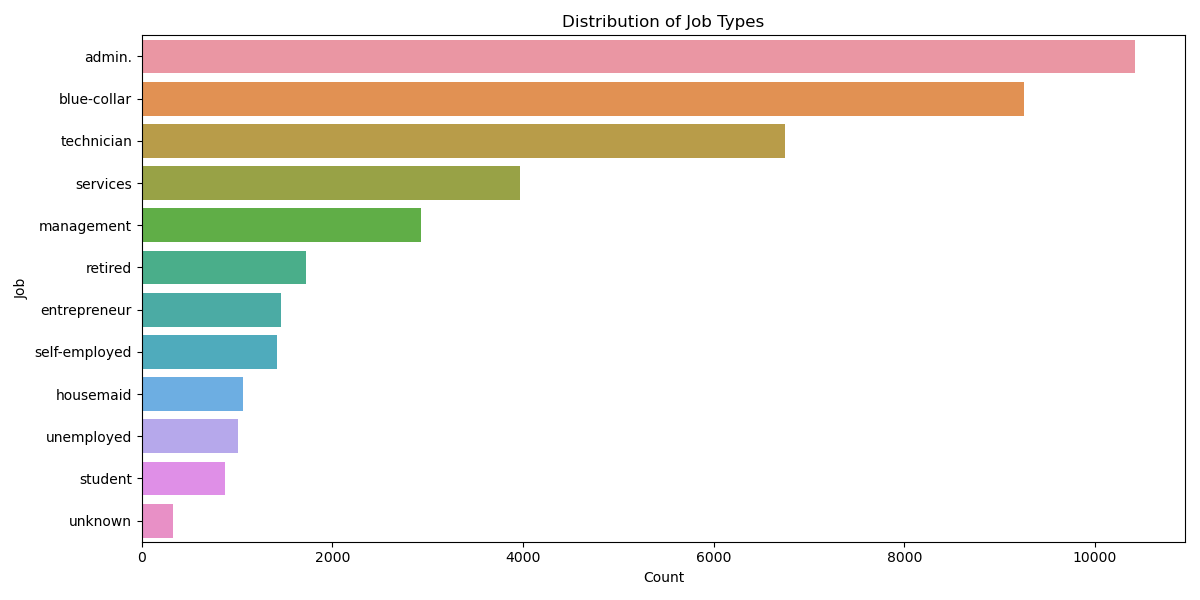 Distribution of Job Types
admin.
blue-collar
technician
services
management
retired
entrepreneur
self-employed
housemaid
unemployed
student
unknown
Job
0 2000 4000 6000 8000 10000
Count